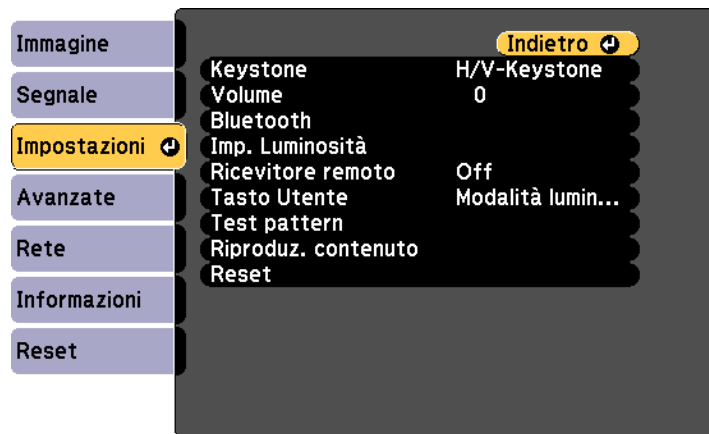 Immagine
Segnale
Impostazioni
Avanzate
Rete
Informazioni
Reset
Indietro
Keystone H/V-Keystone
Volume 0
Bluetooth
Imp. Luminosità
Ricevitore remoto Off
Tasto Utente Modalità lumin...
Test pattern
Riproduz. contenuto
Reset